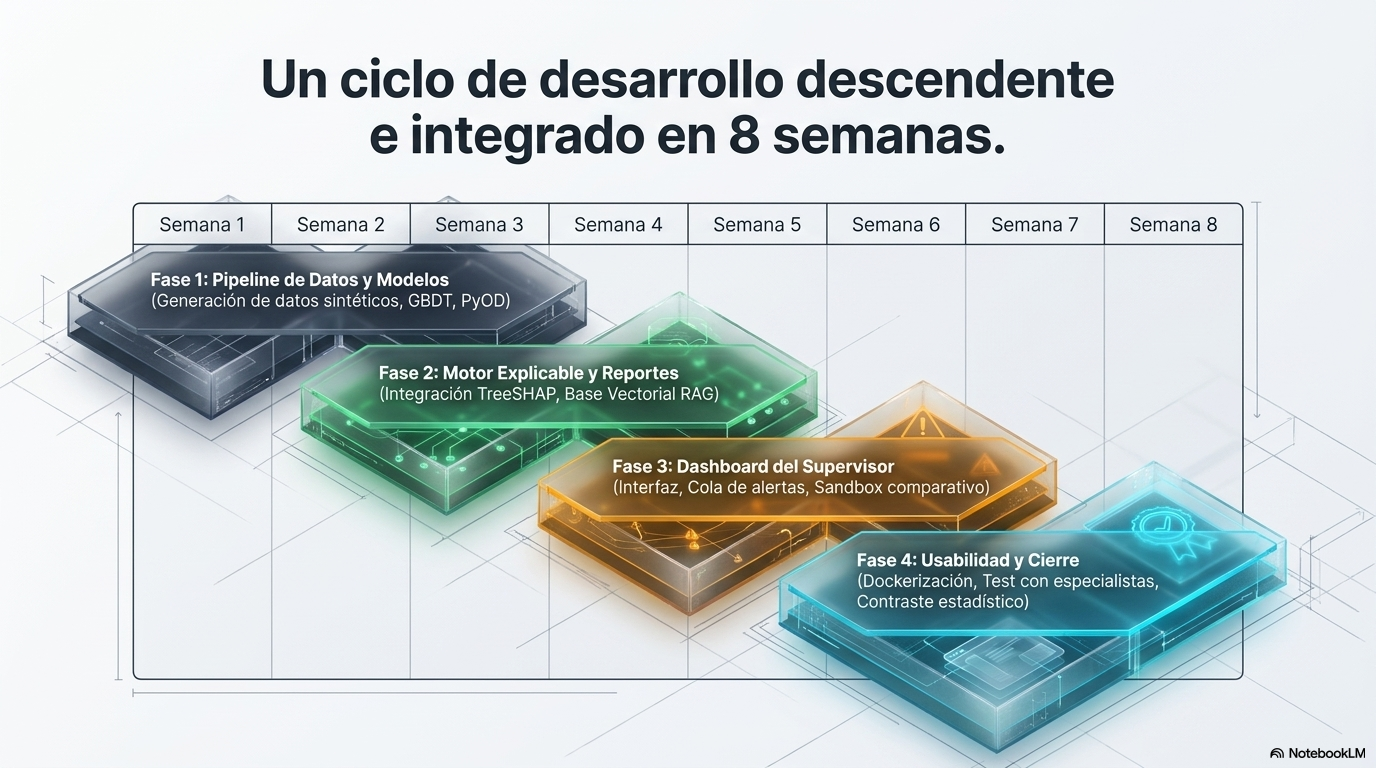 Un ciclo de desarrollo descendente
e integrado en 8 semanas.
Semana 1
Semana 2
Semana 3
Semana 4
Semana 5
Semana 6
Semana 7
Semana 8
Fase 1: Pipeline de Datos y Modelos
(Generación de datos sintéticos, GBDT, PyOD)
Fase 2: Motor Explicable y Reportes
(Integración TreeSHAP, Base Vectorial RAG)
Fase 3: Dashboard del Supervisor
(Interfaz, Cola de alertas, Sandbox comparativo)
Fase 4: Usabilidad y Cierre
(Dockerización, Test con especialistas,
Contraste estadístico)
NotebookLM